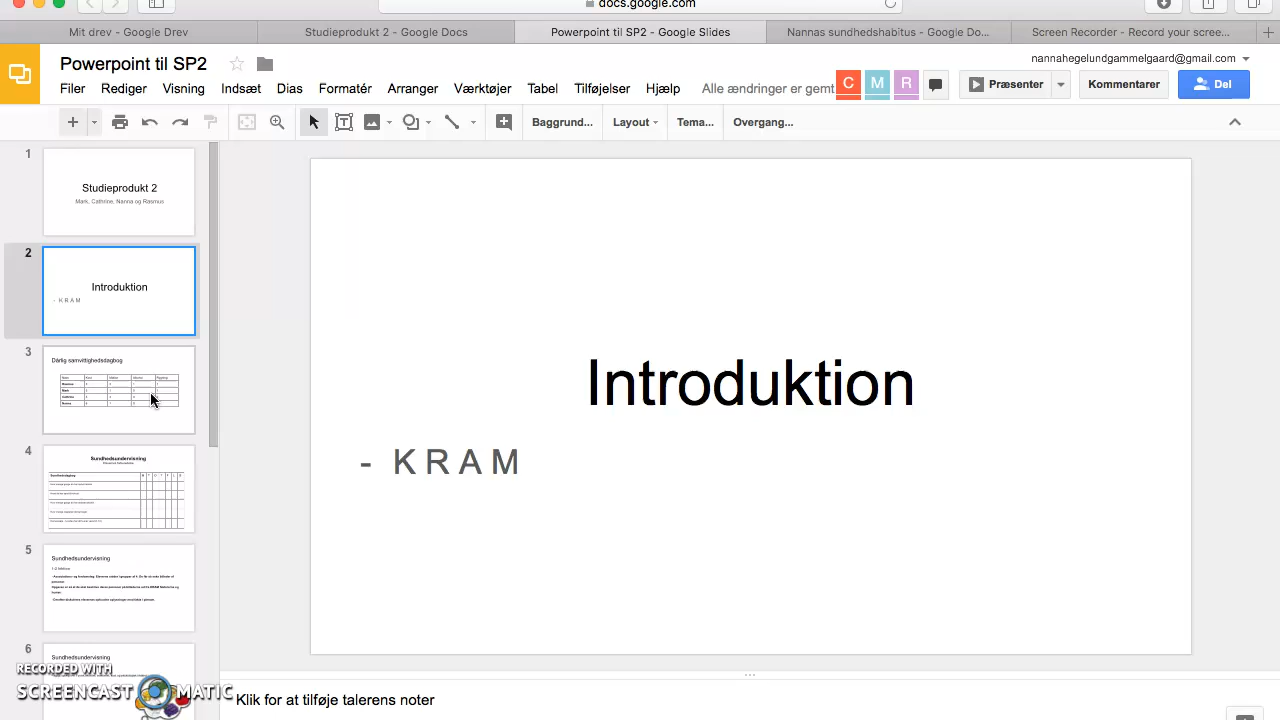 docs.google.com
Mit drev - Google Drev
Studieprodukt 2 - Google Docs
Powerpoint til SP2 - Google Slides
Nannas sundhedshabitus - Google Do...
Screen Recorder - Record your scree...
Powerpoint til SP2
nannahegelundgammelgaard@gmail.com
Filer Rediger Visning Indsæt Dias Formatér Arranger Værktøjer Tabel Tilføjelser Hjælp Alle ændringer er gemt
C M R
Præsenter
Kommentarer
Del
Baggrund... Layout Tema... Overgang...
1
Studieprodukt 2
Mark, Cathrine, Nanna og Rasmus
2
Introduktion
- K R A M
3
Dårlig samvittighedsdagbog
4
Sundhedsundervisning
Sundhedsdagbog
5
Sundhedsundervisning
1-2 lektion
6
Sundhedsundervisning
Introduktion
- K R A M
Klik for at tilføje talerens noter
RECORDED WITH
SCREENCAST MATIC